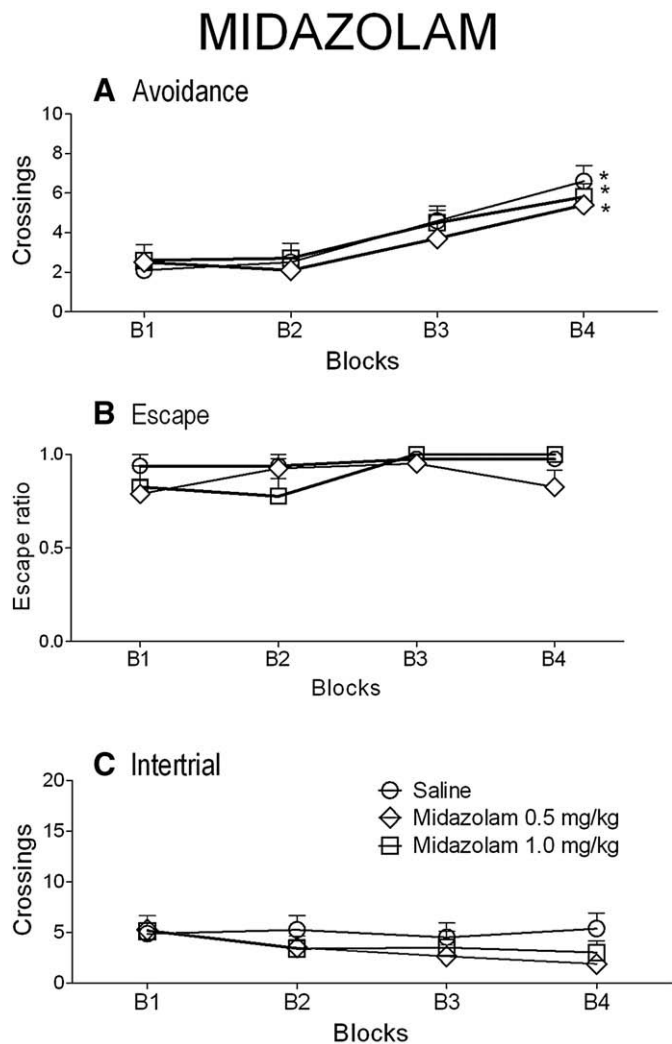 MIDAZOLAM
A Avoidance
10
8
6
4
2
0
Crossings
* 
*
*
B1 B2 B3 B4
Blocks
B Escape
1.0
0.5
0.0
Escape ratio
B1 B2 B3 B4
Blocks
C Intertrial
20
15
10
5
0
Crossings
Saline
Midazolam 0.5 mg/kg
Midazolam 1.0 mg/kg
B1 B2 B3 B4
Blocks